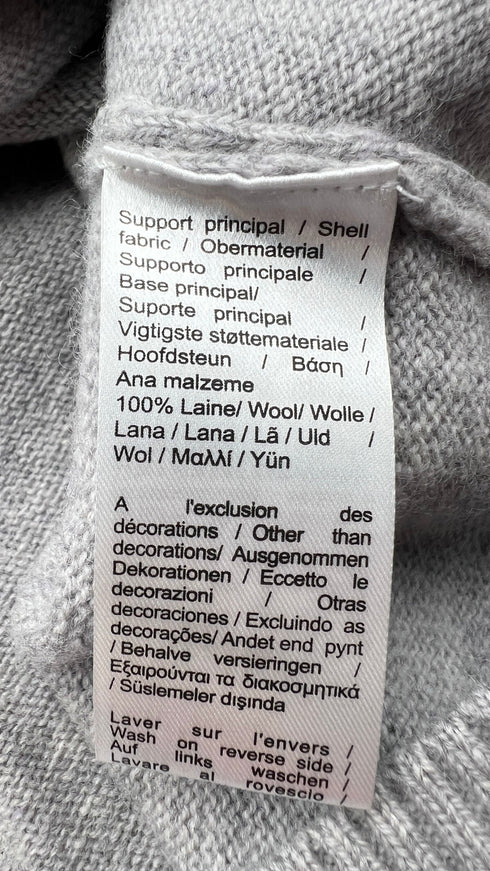 Support principal / Shell
fabric / Obermaterial /
Supporto principale /
Base principal/
Suporte principal /
Vigtigste støttemateriale /
Hoofdsteun / Βάση /
Ana malzeme
100% Laine/ Wool/ Wolle /
Lana / Lana / Lã / Uld /
Wol / Μαλλί / Yün
A l'exclusion des
décorations / Other than
decorations/ Ausgenommen
Dekorationen / Eccetto le
decorazioni / Otras
decoraciones / Excluindo as
decorações/ Andet end pynt
/ Behalve versieringen /
Εξαιρούνται τα διακοσμητικά
/ Süslemeler dışında
Laver sur l'envers /
Wash on reverse side /
Auf links waschen /
Lavare al rovescio /